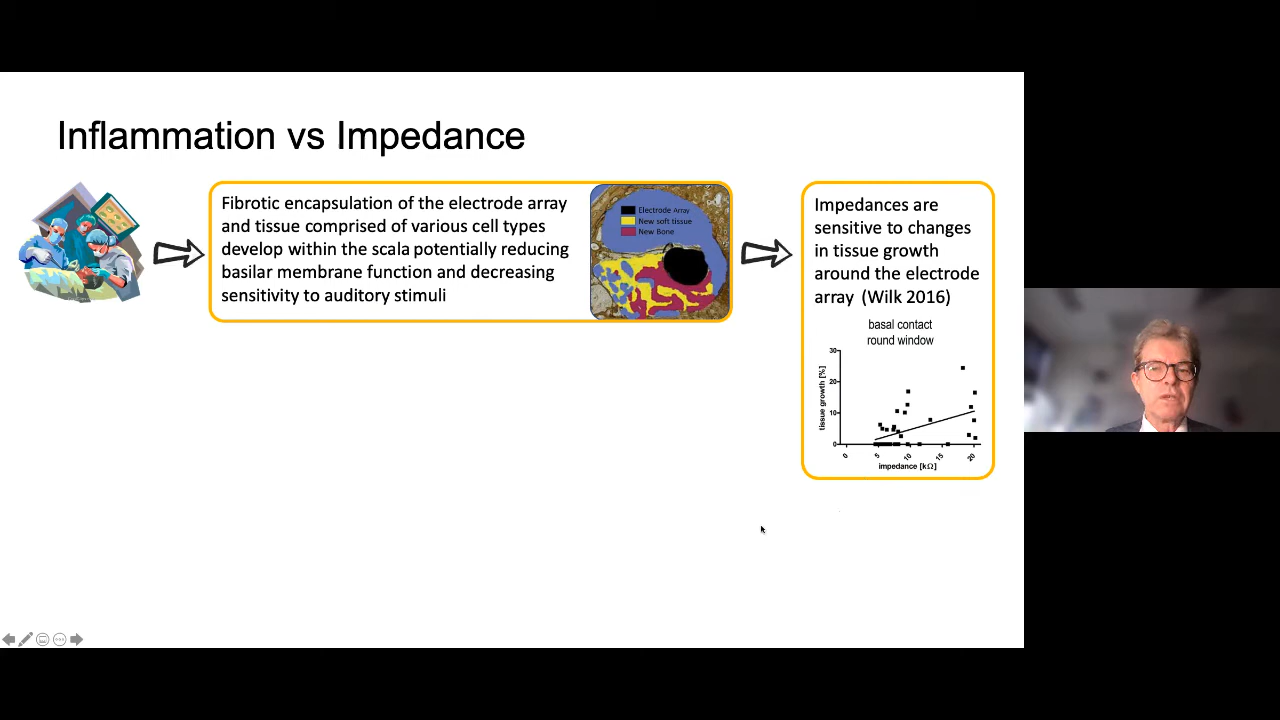 Inflammation vs Impedance
Fibrotic encapsulation of the electrode array
and tissue comprised of various cell types
develop within the scala potentially reducing
basilar membrane function and decreasing
sensitivity to auditory stimuli
Electrode Array
New soft tissue
New Bone
Impedances are
sensitive to changes
in tissue growth
around the electrode
array (Wilk 2016)
basal contact
round window
tissue growth [%]
30
20
10
0
0
5
10
15
20
impedance [kΩ]